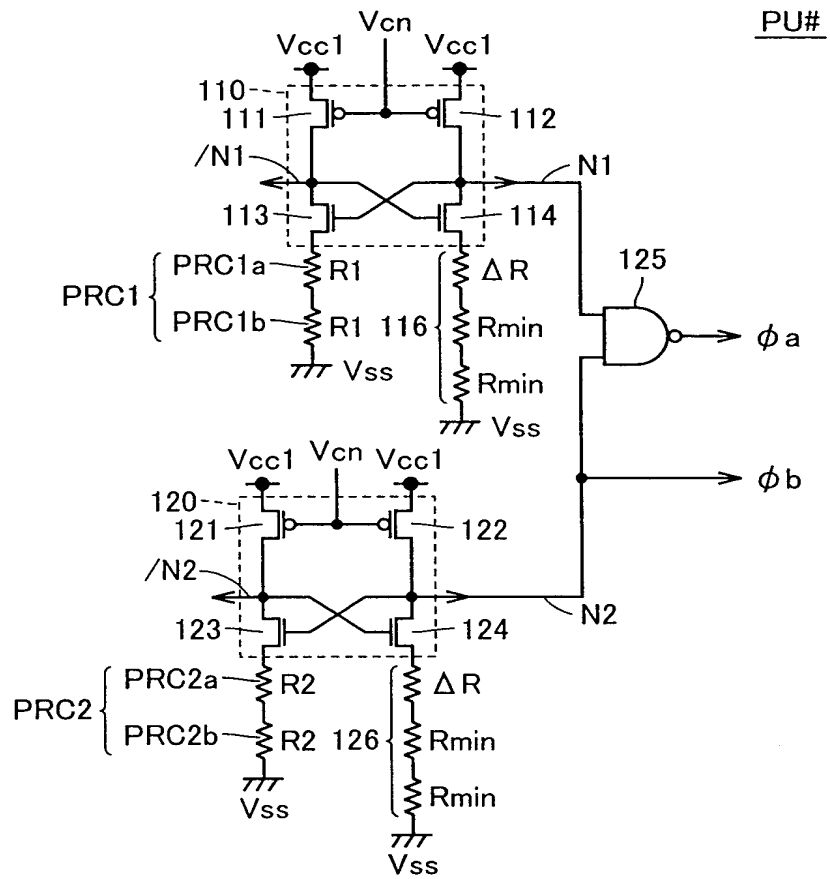 PU#
Vcn
Vcc1 Vcc1
110
111 112
/N1 N1
113 114
125
PRC1a R1 ΔR
PRC1
PRC1b R1 116 Rmin
φa
Vss Rmin
Vss
Vcc1 Vcn Vcc1
φb
120
121 122
/N2 N2
123 124
PRC2a R2 ΔR
PRC2
PRC2b R2 126 Rmin
Vss Rmin
Vss